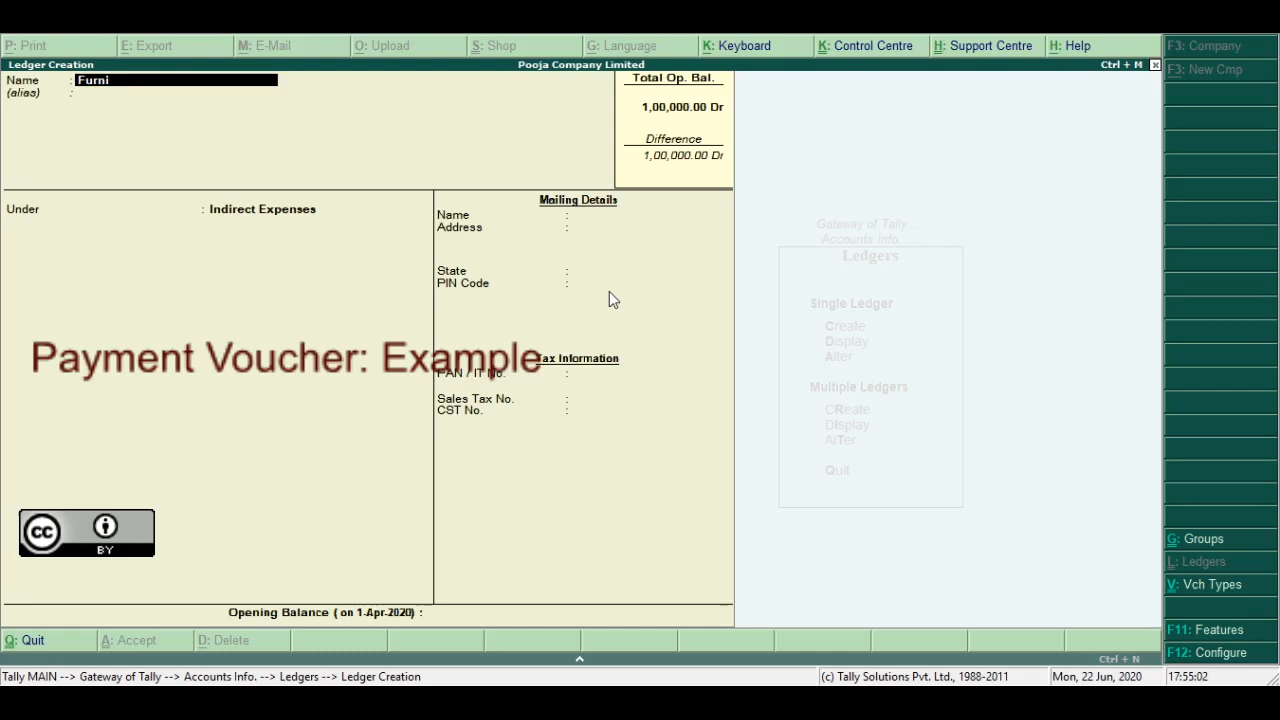 P: Print E: Export M: E-Mail O: Upload S: Shop G: Language K: Keyboard K: Control Centre H: Support Centre H: Help F3: Company
Ledger Creation Pooja Company Limited Ctrl + M x F3: New Cmp
Name : Furni Total Op. Bal.
(alias) :
1,00,000.00 Dr
Difference
1,00,000.00 Dr
Under : Indirect Expenses Mailing Details
Name :
Address :
State :
PIN Code :
Gateway of Tally ...
Accounts Info. ...
Ledgers
Single Ledger
Create
Display
Alter
Multiple Ledgers
CReate
DIsplay
AlTer
Quit
Payment Voucher: Example
Tax Information
PAN / IT No. :
Sales Tax No. :
CST No. :
CC BY
G: Groups
L: Ledgers
V: Vch Types
F11: Features
F12: Configure
Opening Balance ( on 1-Apr-2020) :
Q: Quit A: Accept D: Delete
Ctrl + N
Tally MAIN --> Gateway of Tally --> Accounts Info. --> Ledgers --> Ledger Creation (c) Tally Solutions Pvt. Ltd., 1988-2011 Mon, 22 Jun, 2020 17:55:02